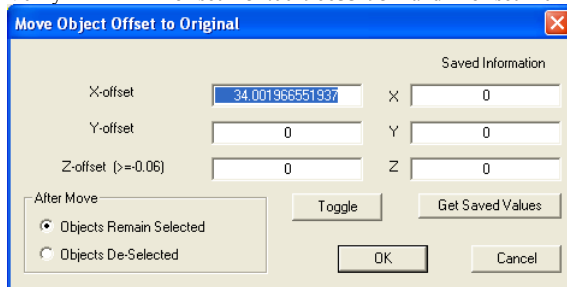 Move Object Offset to Original
Saved Information
X-offset 34.001966551937 X 0
Y-offset 0 Y 0
Z-offset (>=-0.06) 0 Z 0
After Move
Toggle Get Saved Values
Objects Remain Selected
Objects De-Selected
OK Cancel